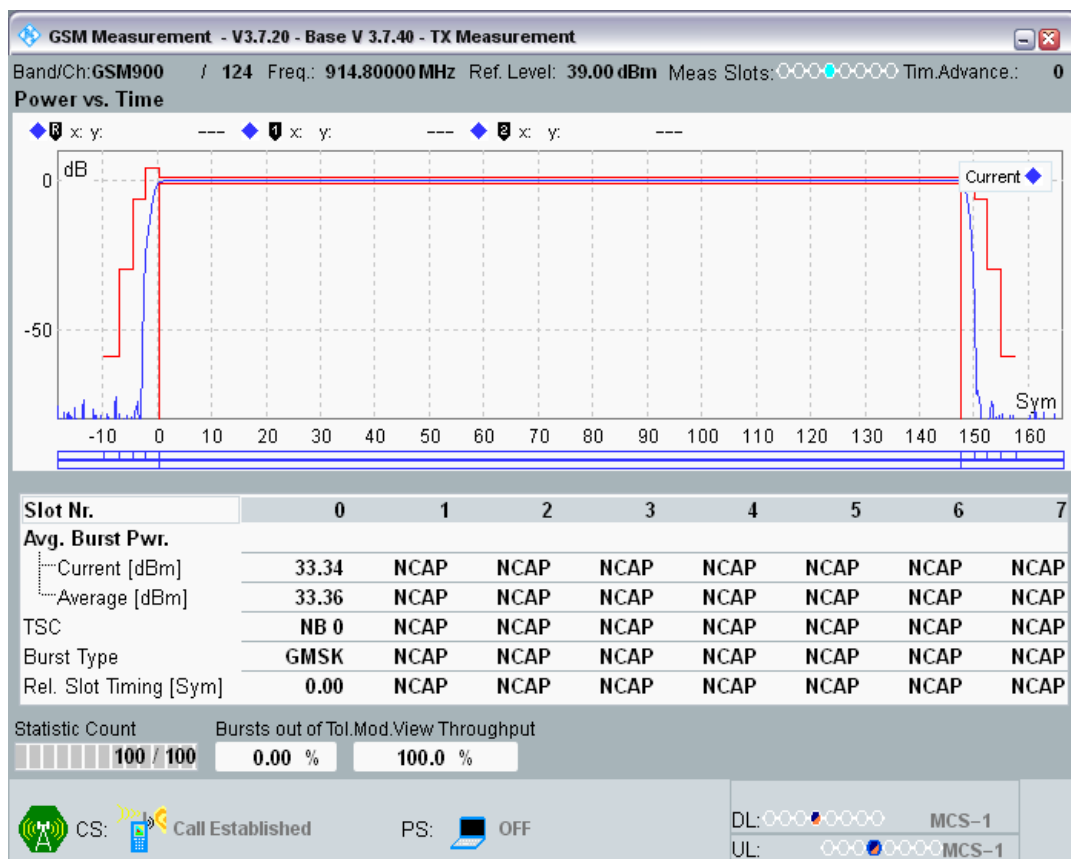 GSM Measurement - V3.7.20 - Base V 3.7.40 - TX Measurement
Band/Ch:GSM900 / 124 Freq.: 914.80000 MHz Ref. Level: 39.00 dBm Meas Slots: Tim.Advance.: 0
Power vs. Time
R x: y: --- 1 x: y: --- 2 x: y: ---
dB
Current
0
-50
Sym
-10 0 10 20 30 40 50 60 70 80 90 100 110 120 130 140 150 160
Slot Nr. 0 1 2 3 4 5 6 7
Avg. Burst Pwr.
Current [dBm] 33.34 NCAP NCAP NCAP NCAP NCAP NCAP NCAP
Average [dBm] 33.36 NCAP NCAP NCAP NCAP NCAP NCAP NCAP
TSC NB 0 NCAP NCAP NCAP NCAP NCAP NCAP NCAP
Burst Type GMSK NCAP NCAP NCAP NCAP NCAP NCAP NCAP
Rel. Slot Timing [Sym] 0.00 NCAP NCAP NCAP NCAP NCAP NCAP NCAP
Statistic Count Bursts out of Tol.Mod.View Throughput
100 / 100 0.00 % 100.0 %
CS: Call Established PS: OFF DL: MCS-1
UL: MCS-1